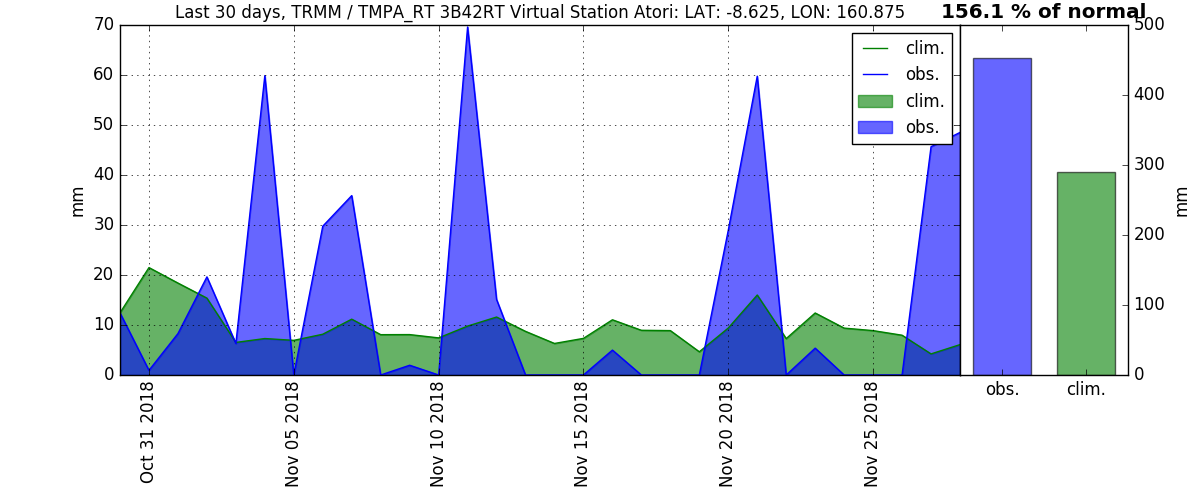 Last 30 days, TRMM / TMPA_RT 3B42RT Virtual Station Atori: LAT: -8.625, LON: 160.875
156.1 % of normal
70
60
50
40
30
20
10
0
mm
clim.
obs.
clim.
obs.
Oct 31 2018
Nov 05 2018
Nov 10 2018
Nov 15 2018
Nov 20 2018
Nov 25 2018
500
400
300
200
100
0
mm
obs.
clim.